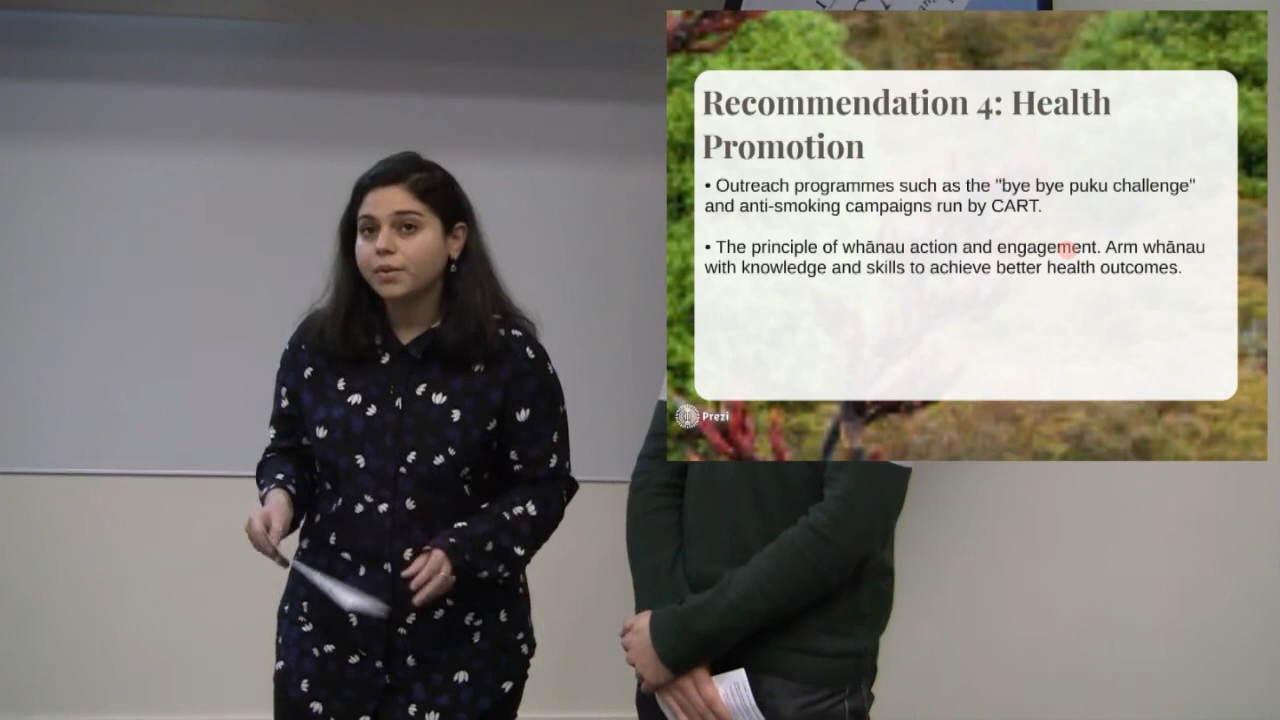 Recommendation 4: Health
Promotion
• Outreach programmes such as the "bye bye puku challenge"
and anti-smoking campaigns run by CART.
• The principle of whānau action and engagement. Arm whānau
with knowledge and skills to achieve better health outcomes.
Prezi